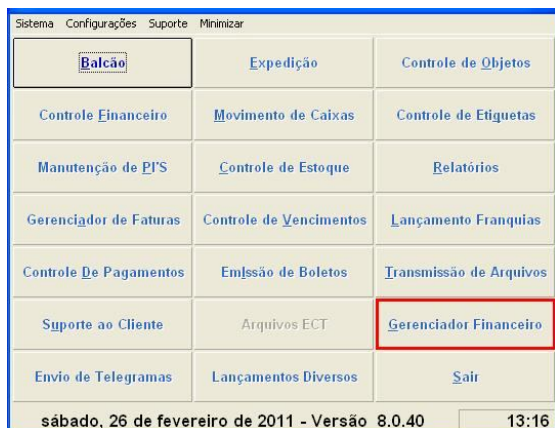 Sistema Configurações Suporte Minimizar
Balcão Expedição Controle de Objetos
Controle Financeiro Movimento de Caixas Controle de Etiquetas
Manutenção de PI'S Controle de Estoque Relatórios
Gerenciador de Faturas Controle de Vencimentos Lançamento Franquias
Controle De Pagamentos EmIssão de Boletos Transmissão de Arquivos
Suporte ao Cliente Arquivos ECT Gerenciador Financeiro
Envio de Telegramas Lançamentos Diversos Sair
sábado, 26 de fevereiro de 2011 - Versão 8.0.40 13:16